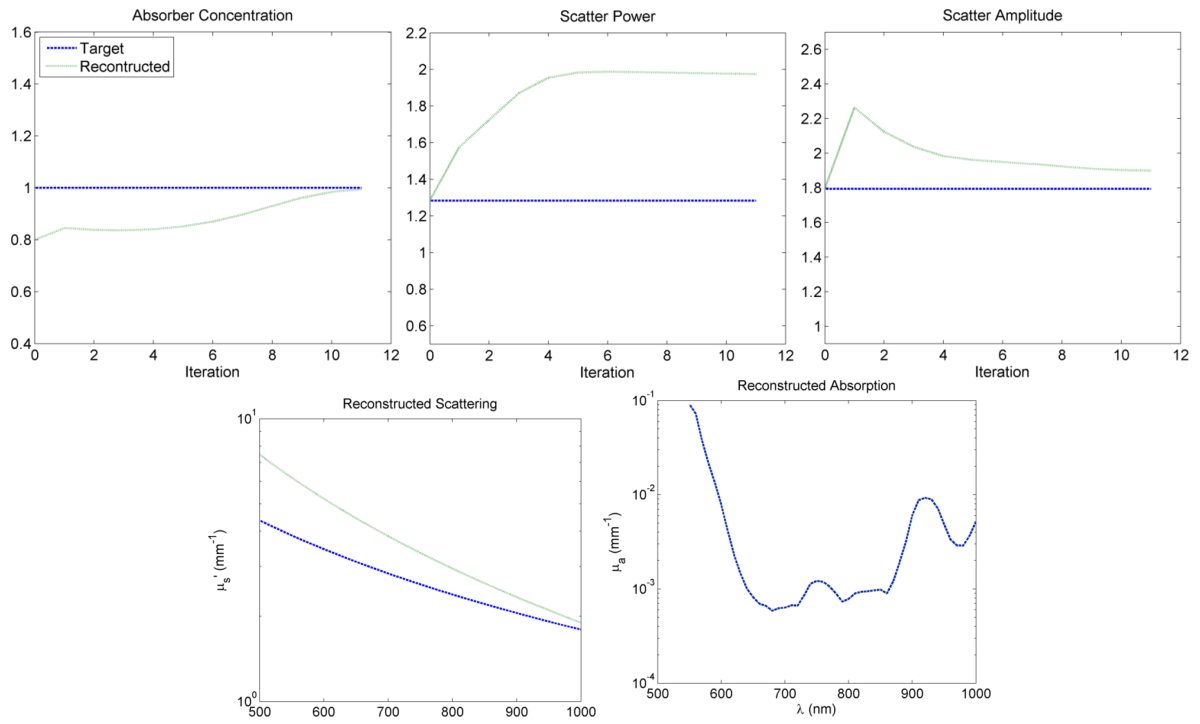 Absorber Concentration
1.6
1.4
1.2
1
0.8
0.6
0.4
0 2 4 6 8 10 12
Iteration
Target
Recontructed
Scatter Power
2.2
2
1.8
1.6
1.4
1.2
1
0.8
0.6
0 2 4 6 8 10 12
Iteration
Scatter Amplitude
2.6
2.4
2.2
2
1.8
1.6
1.4
1.2
1
0 2 4 6 8 10 12
Iteration
Reconstructed Scattering
10¹
10⁰
μs' (mm⁻¹)
500 600 700 800 900 1000
Reconstructed Absorption
10⁻¹
10⁻²
10⁻³
10⁻⁴
μa (mm⁻¹)
500 600 700 800 900 1000
λ (nm)